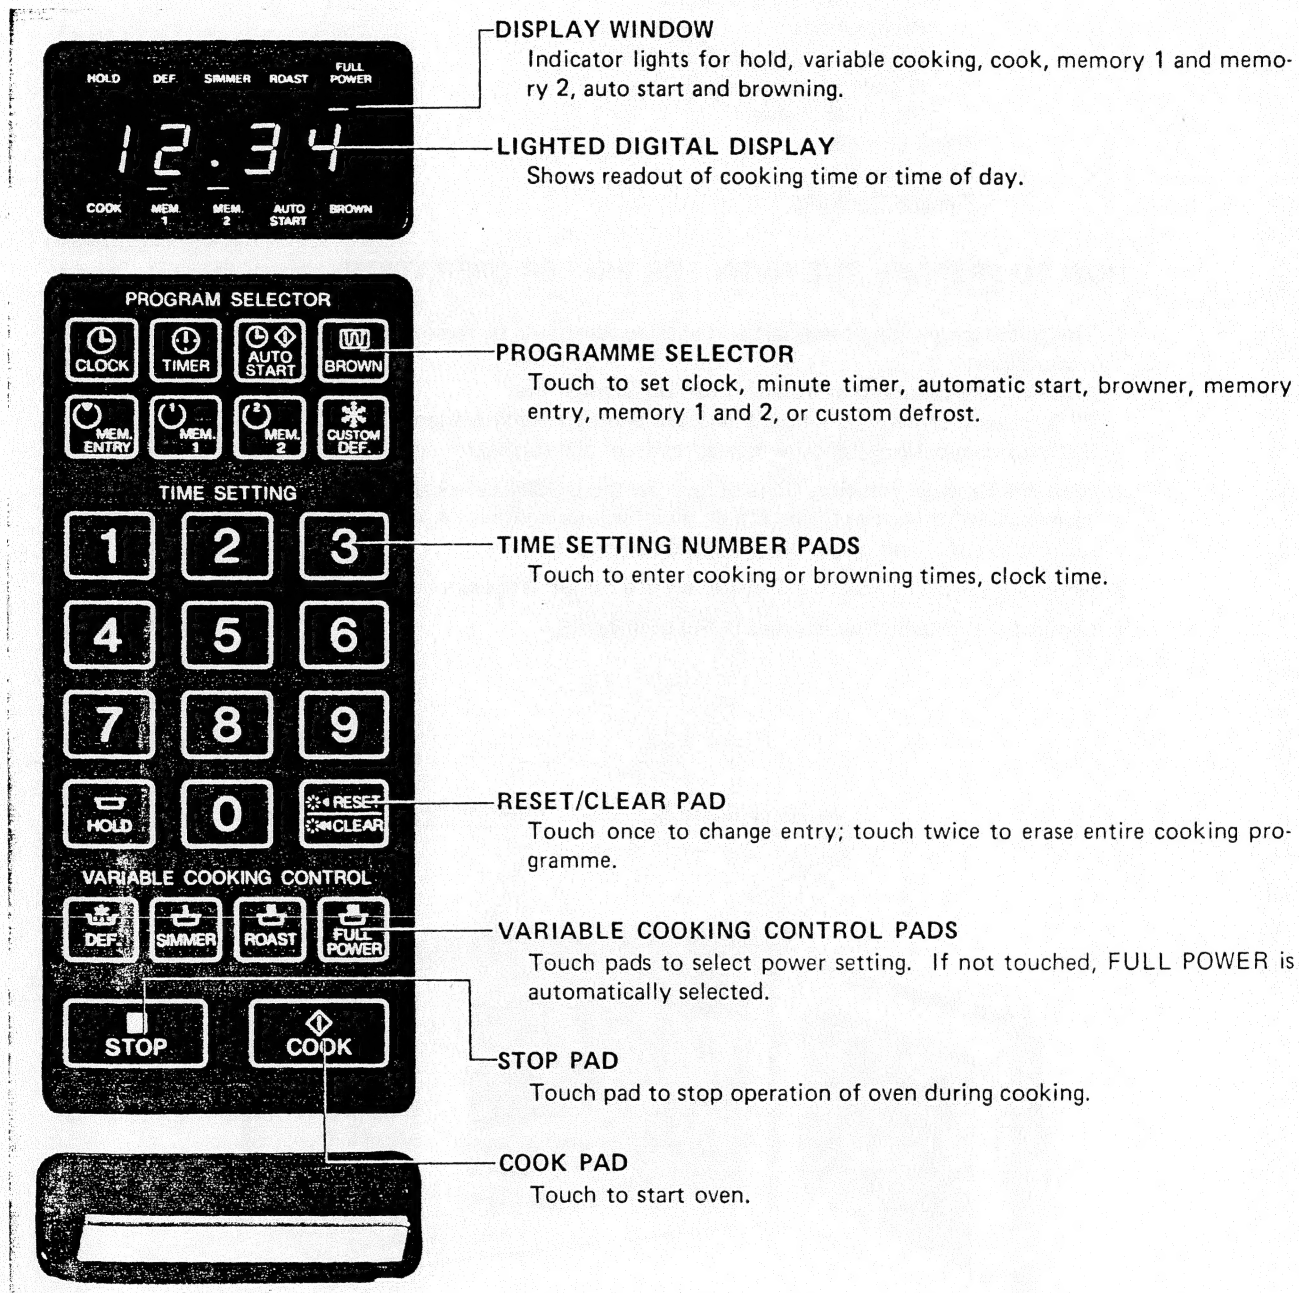 DISPLAY WINDOW
Indicator lights for hold, variable cooking, cook, memory 1 and memo-
ry 2, auto start and browning.
HOLD DEF. SIMMER ROAST FULL POWER
12.34
LIGHTED DIGITAL DISPLAY
Shows readout of cooking time or time of day.
COOK MEM. 1 MEM. 2 AUTO START BROWN
PROGRAM SELECTOR
CLOCK TIMER AUTO START BROWN
PROGRAMME SELECTOR
Touch to set clock, minute timer, automatic start, browner, memory
entry, memory 1 and 2, or custom defrost.
MEM. ENTRY 1 MEM. 1 2 MEM. 2 CUSTOM DEF.
TIME SETTING
1 2 3
TIME SETTING NUMBER PADS
Touch to enter cooking or browning times, clock time.
4 5 6
7 8 9
HOLD 0 RESET CLEAR
RESET/CLEAR PAD
Touch once to change entry; touch twice to erase entire cooking pro-
gramme.
VARIABLE COOKING CONTROL
DEF. SIMMER ROAST FULL POWER
VARIABLE COOKING CONTROL PADS
Touch pads to select power setting. If not touched, FULL POWER is
automatically selected.
STOP COOK
STOP PAD
Touch pad to stop operation of oven during cooking.
COOK PAD
Touch to start oven.